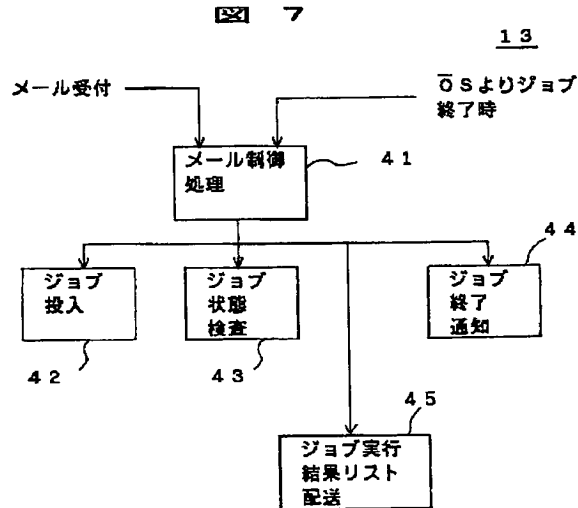 図 7
13
メール受付
OSよりジョブ
終了時
メール制御
処理
41
44
ジョブ
投入
ジョブ
状態
検査
ジョブ
終了
通知
42
43
45
ジョブ実行
結果リスト
配送